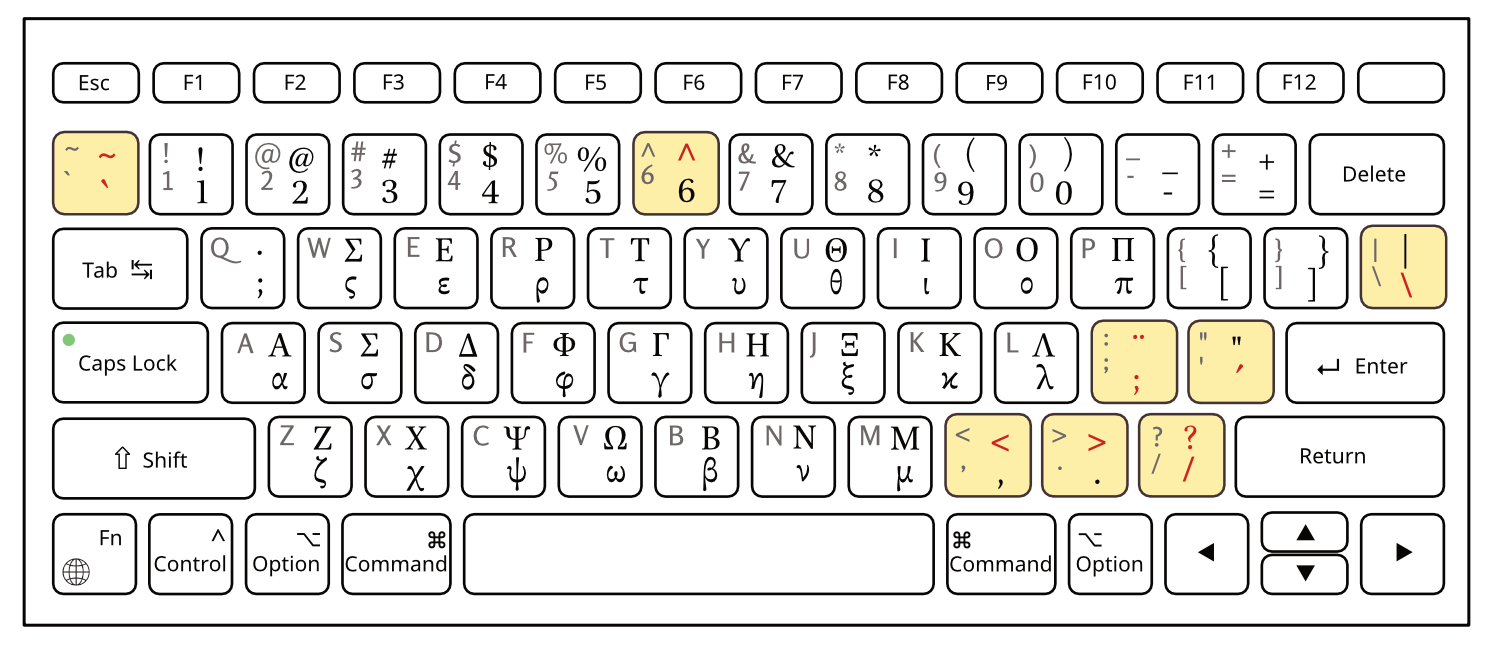 Esc F1 F2 F3 F4 F5 F6 F7 F8 F9 F10 F11 F12
~ ~ ! ! @ @ # # $ $ % % ^ ^ & & * * ( ( ) ) _ _ + + Delete
` ` 1 1 2 2 3 3 4 4 5 5 6 6 7 7 8 8 9 9 0 0 - - = =
Tab Q · W Σ E Ε R Ρ T Τ Y Υ U Θ I Ι O Ο P Π { { } } | |
; ς ε ρ τ υ θ ι ο π [ [ ] ] \ \
Caps Lock A Α S Σ D Δ F Φ G Γ H Η J Ξ K Κ L Λ : ¨ " " Enter
α σ δ φ γ η ξ ϰ λ ; ; ' ´
⇧ Shift Z Ζ X Χ C Ψ V Ω B Β N Ν M Μ < < > > ? ? Return
ζ χ ψ ω β ν μ , , . . / /
Fn ^ ⌥ ⌘ ⌘ ⌥
Control Option Command Command Option